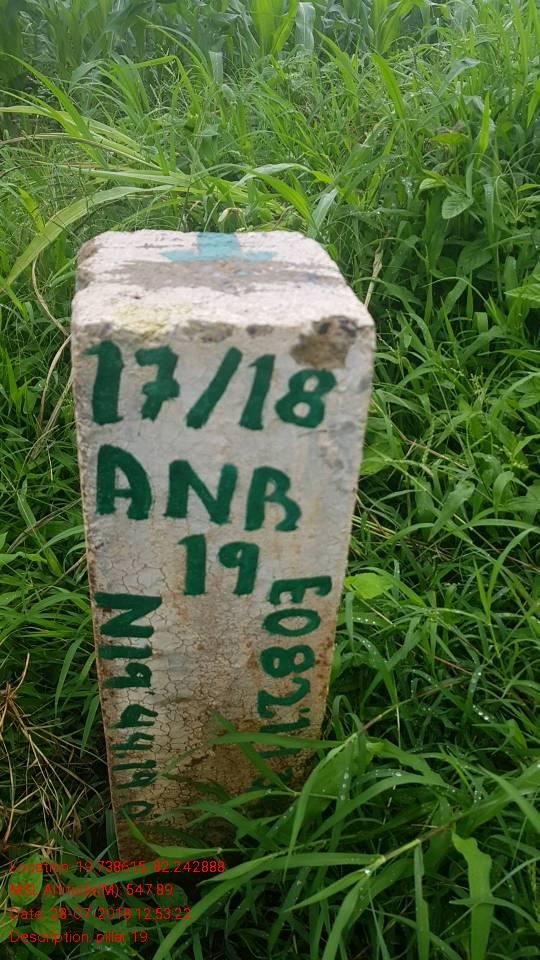 17/18
ANR
19
Location: 19.738615, 82.242888
MSL Altitude(M): 547.89
Date: 28-07-2018 12:53:22
Description: pillar 19